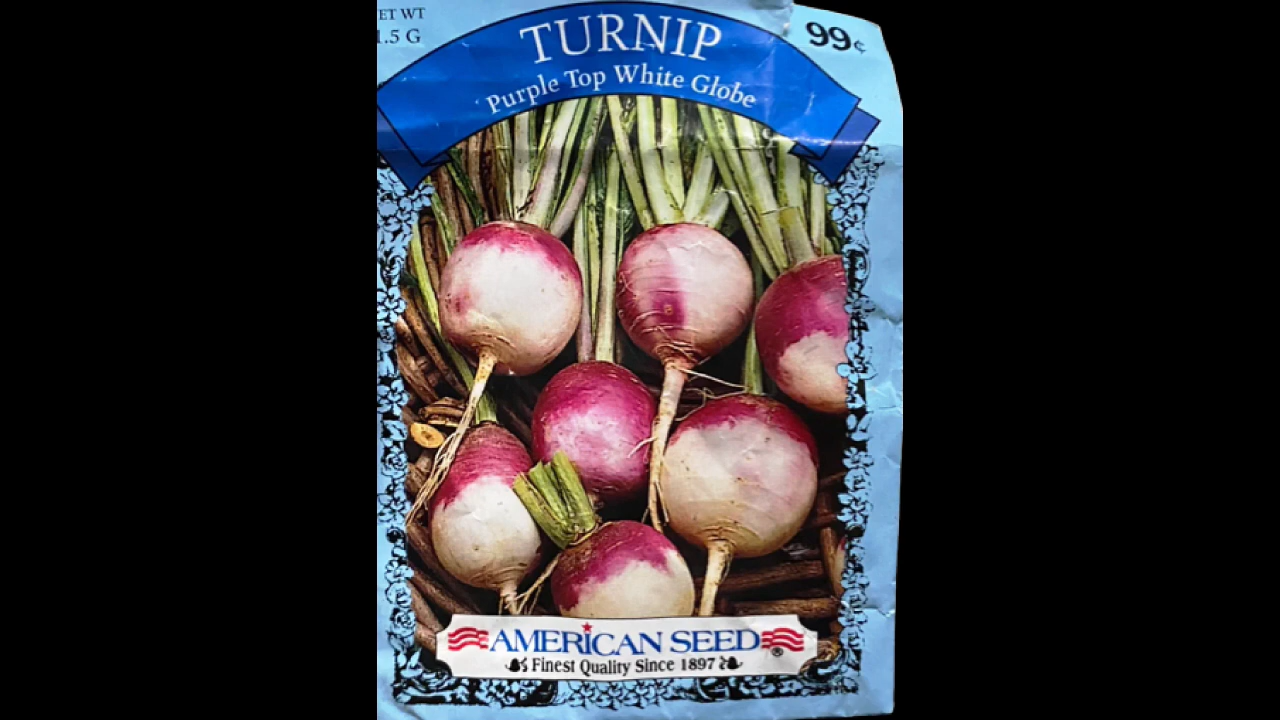 ET WT
1.5 G
99¢
TURNIP
Purple Top White Globe
AMERICAN SEED®
Finest Quality Since 1897